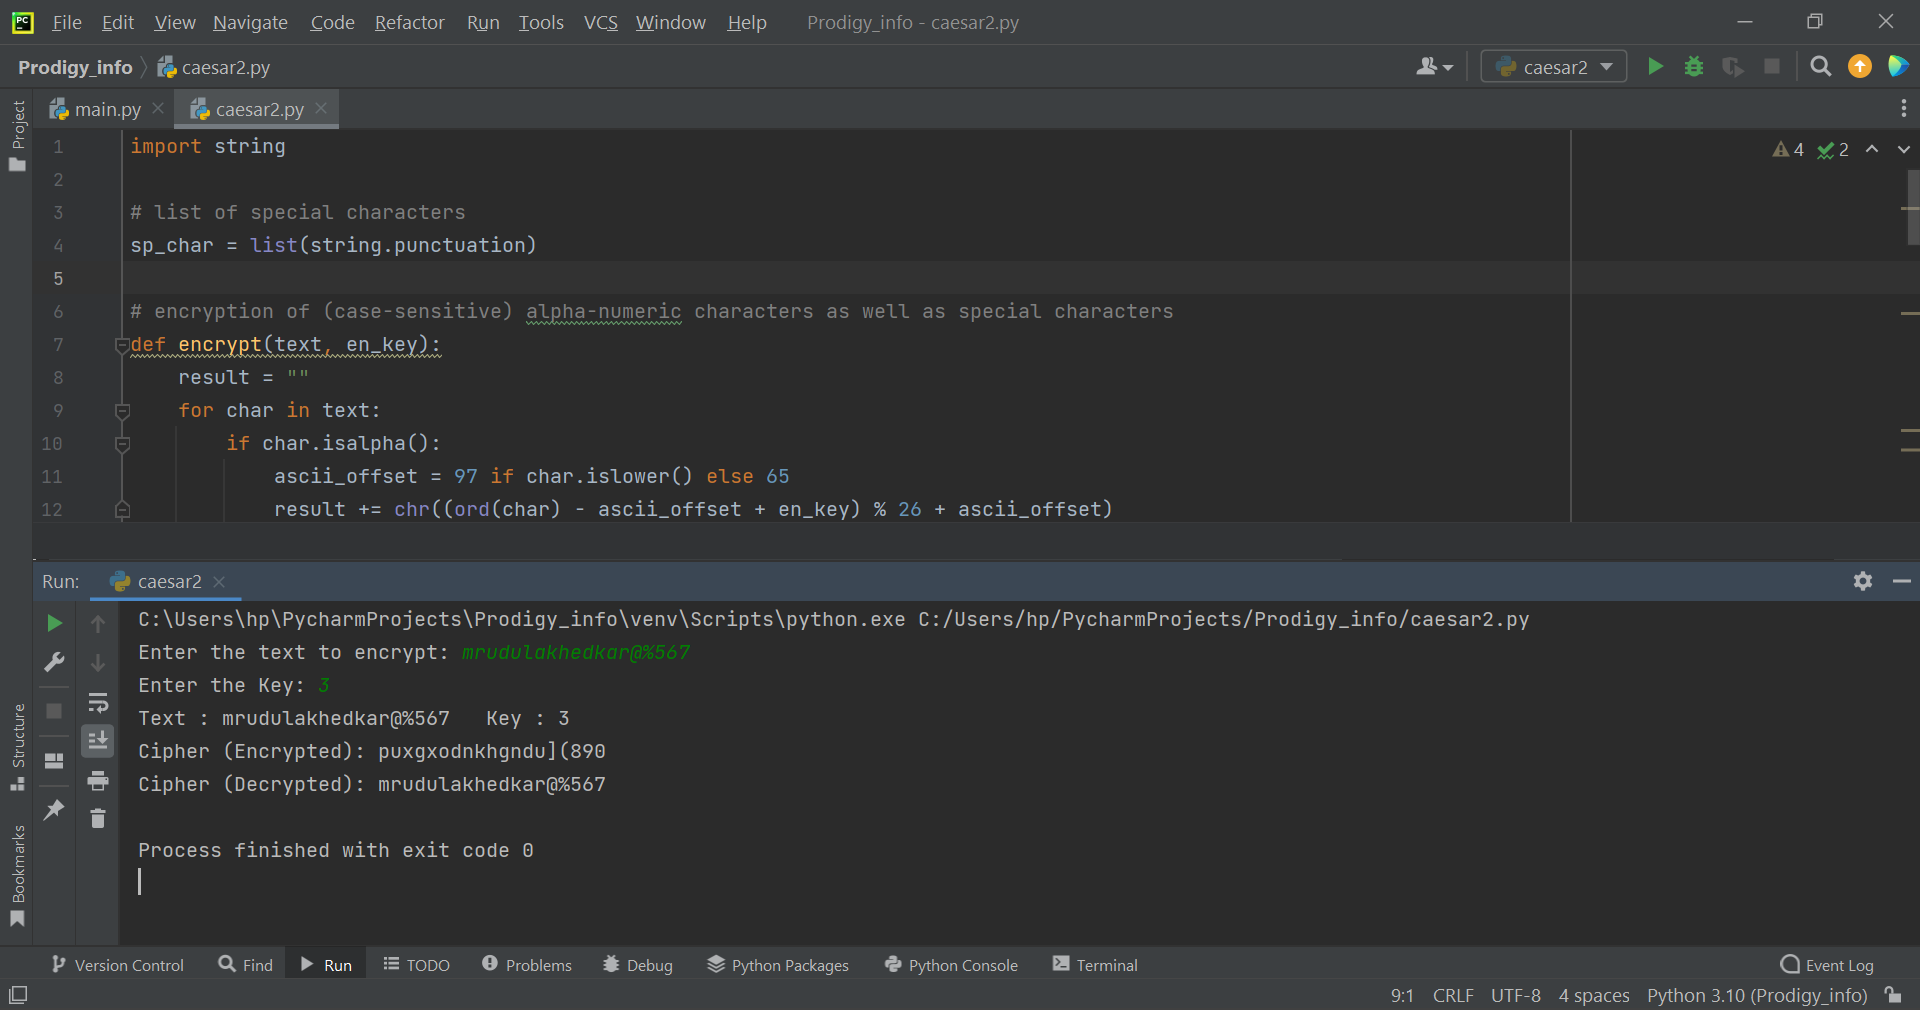 PC File Edit View Navigate Code Refactor Run Tools VCS Window Help Prodigy_info - caesar2.py
Prodigy_info caesar2.py caesar2
main.py caesar2.py
Project
1 import string
4 2
2
3 # list of special characters
4 sp_char = list(string.punctuation)
5
6 # encryption of (case-sensitive) alpha-numeric characters as well as special characters
7 def encrypt(text, en_key):
8 result = ""
9 for char in text:
10 if char.isalpha():
11 ascii_offset = 97 if char.islower() else 65
12 result += chr((ord(char) - ascii_offset + en_key) % 26 + ascii_offset)
Run: caesar2
C:\Users\hp\PycharmProjects\Prodigy_info\venv\Scripts\python.exe C:/Users/hp/PycharmProjects/Prodigy_info/caesar2.py
Enter the text to encrypt: mrudulakhedkar@%567
Enter the Key: 3
Text : mrudulakhedkar@%567 Key : 3
Cipher (Encrypted): puxgxodnkhgndu](890
Cipher (Decrypted): mrudulakhedkar@%567
Process finished with exit code 0
Structure
Bookmarks
Version Control Find Run TODO Problems Debug Python Packages Python Console Terminal Event Log
9:1 CRLF UTF-8 4 spaces Python 3.10 (Prodigy_info)